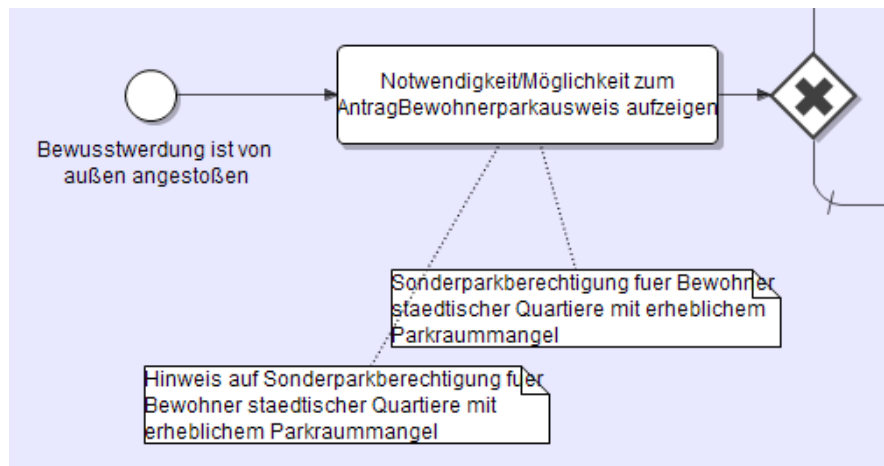 Notwendigkeit/Möglichkeit zum
AntragBewohnerparkausweis aufzeigen
Bewusstwerdung ist von
außen angestoßen
Sonderparkberechtigung fuer Bewohner
staedtischer Quartiere mit erheblichem
Parkraummangel
Hinweis auf Sonderparkberechtigung fuer
Bewohner staedtischer Quartiere mit
erheblichem Parkraummangel